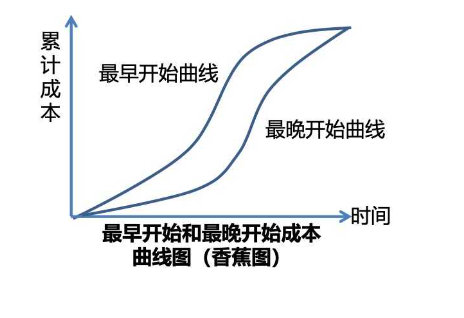 累计成本
最早开始曲线
最晚开始曲线
时间
最早开始和最晚开始成本
曲线图（香蕉图）